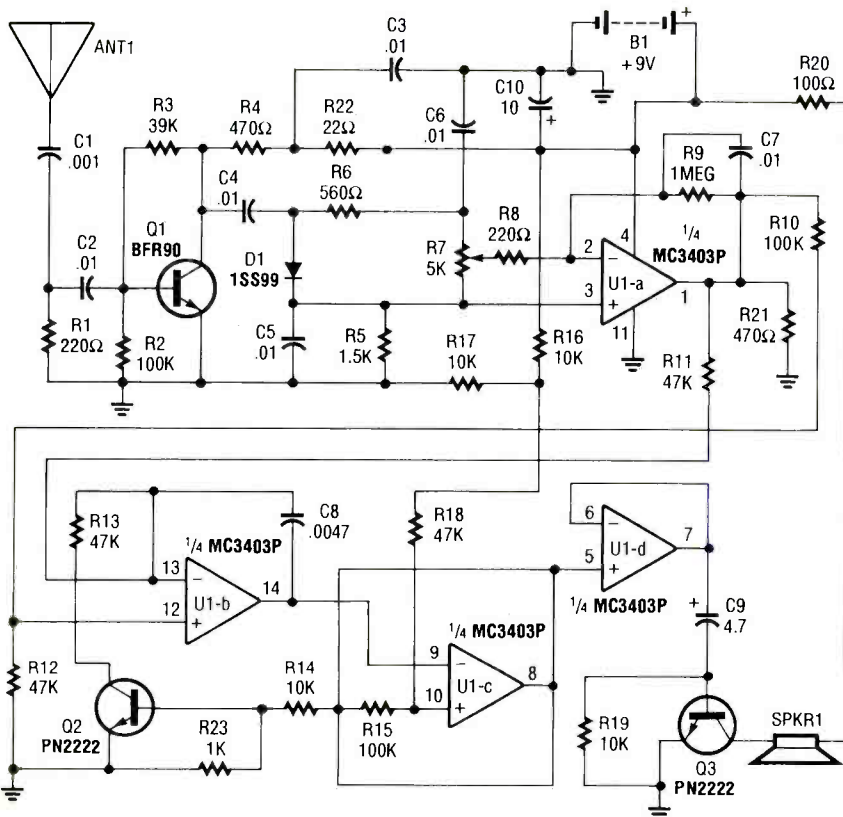 ANT1
C1
.001
C2
.01
R1
220Ω
R2
100K
R3
39K
Q1
BFR90
R4
470Ω
C4
.01
D1
1SS99
C5
.01
C3
.01
R22
22Ω
R6
560Ω
R5
1.5K
C6
.01
C10
10
+
R7
5K
R8
220Ω
R17
10K
R16
10K
B1
+9V
+
R20
100Ω
C7
.01
R9
1MEG
1/4 MC3403P
2
−
3
+
4
U1-a
1
11
R10
100K
R21
470Ω
R11
47K
R13
47K
C8
.0047
1/4 MC3403P
13
−
12
+
U1-b
14
R12
47K
Q2
PN2222
R23
1K
R14
10K
R15
100K
R18
47K
1/4 MC3403P
9
−
10
+
U1-c
8
6
−
5
+
U1-d
7
1/4 MC3403P
+
C9
4.7
R19
10K
Q3
PN2222
SPKR1